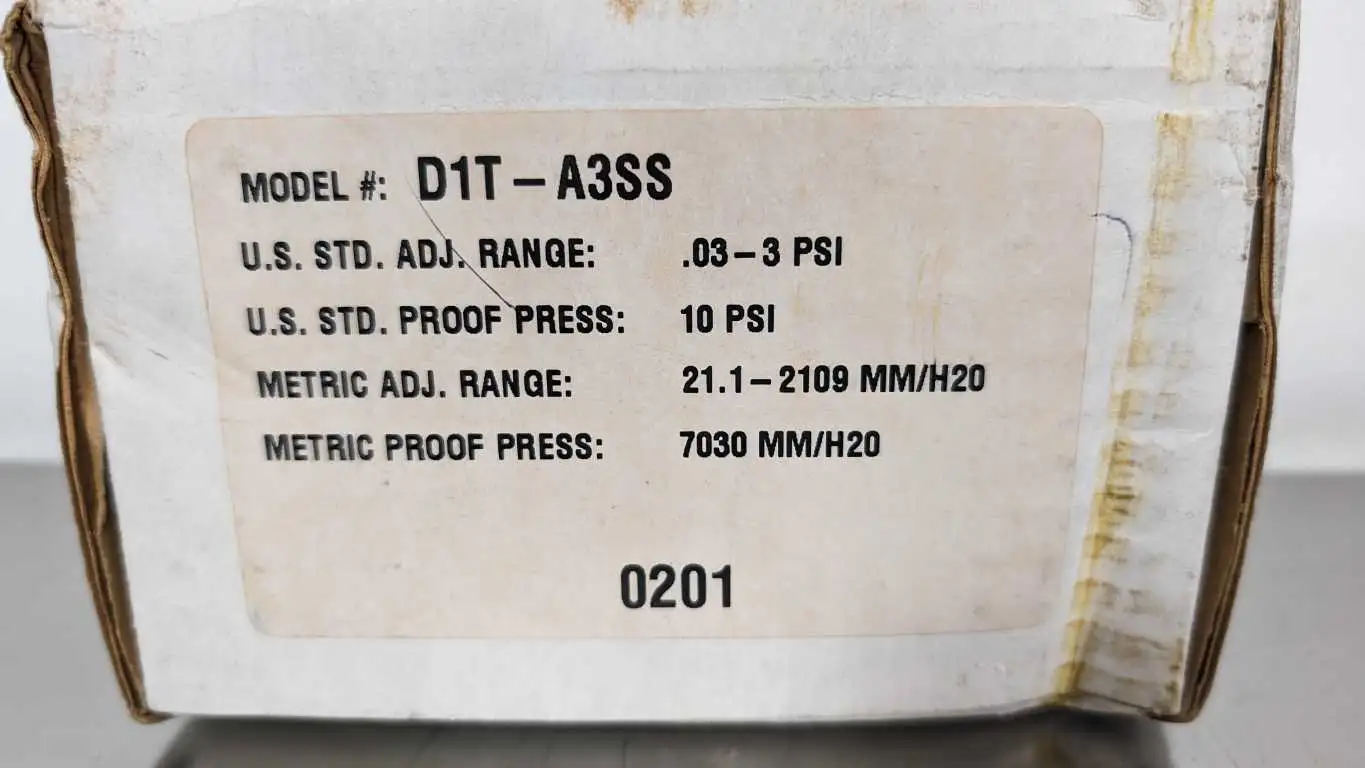 MODEL #: D1T – A3SS
U.S. STD. ADJ. RANGE: .03 – 3 PSI
U.S. STD. PROOF PRESS: 10 PSI
METRIC ADJ. RANGE: 21.1 – 2109 MM/H20
METRIC PROOF PRESS: 7030 MM/H20
0201